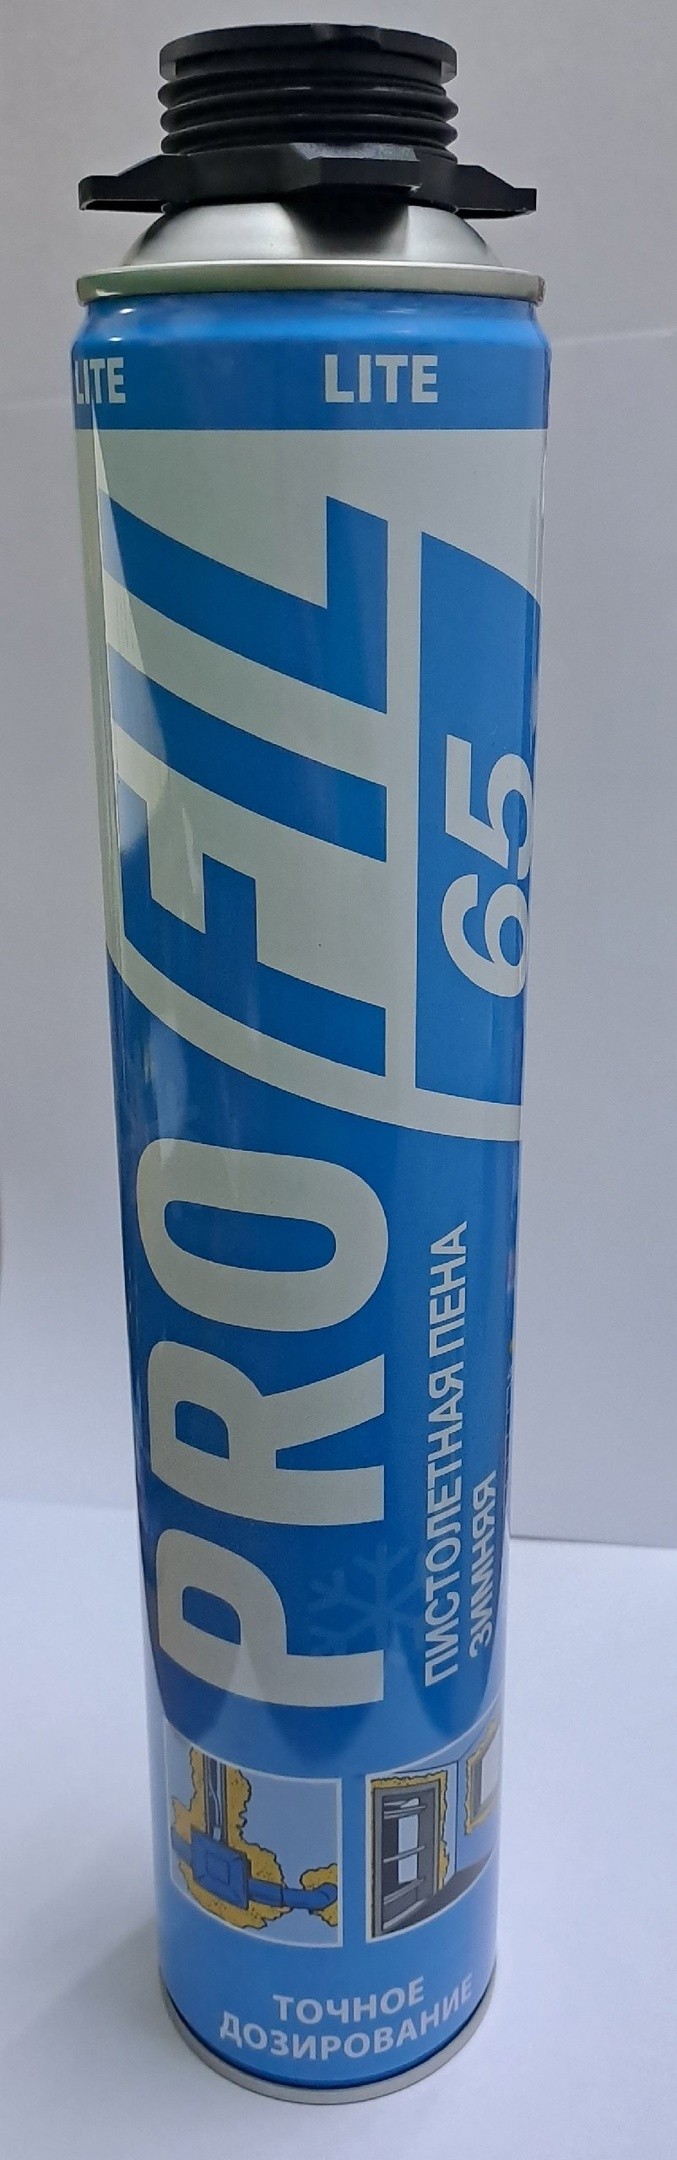 LITE
LITE
PROFIL
65
ПИСТОЛЕТНАЯ ПЕНА
ЗИМНЯЯ
ТОЧНОЕ
ДОЗИРОВАНИЕ